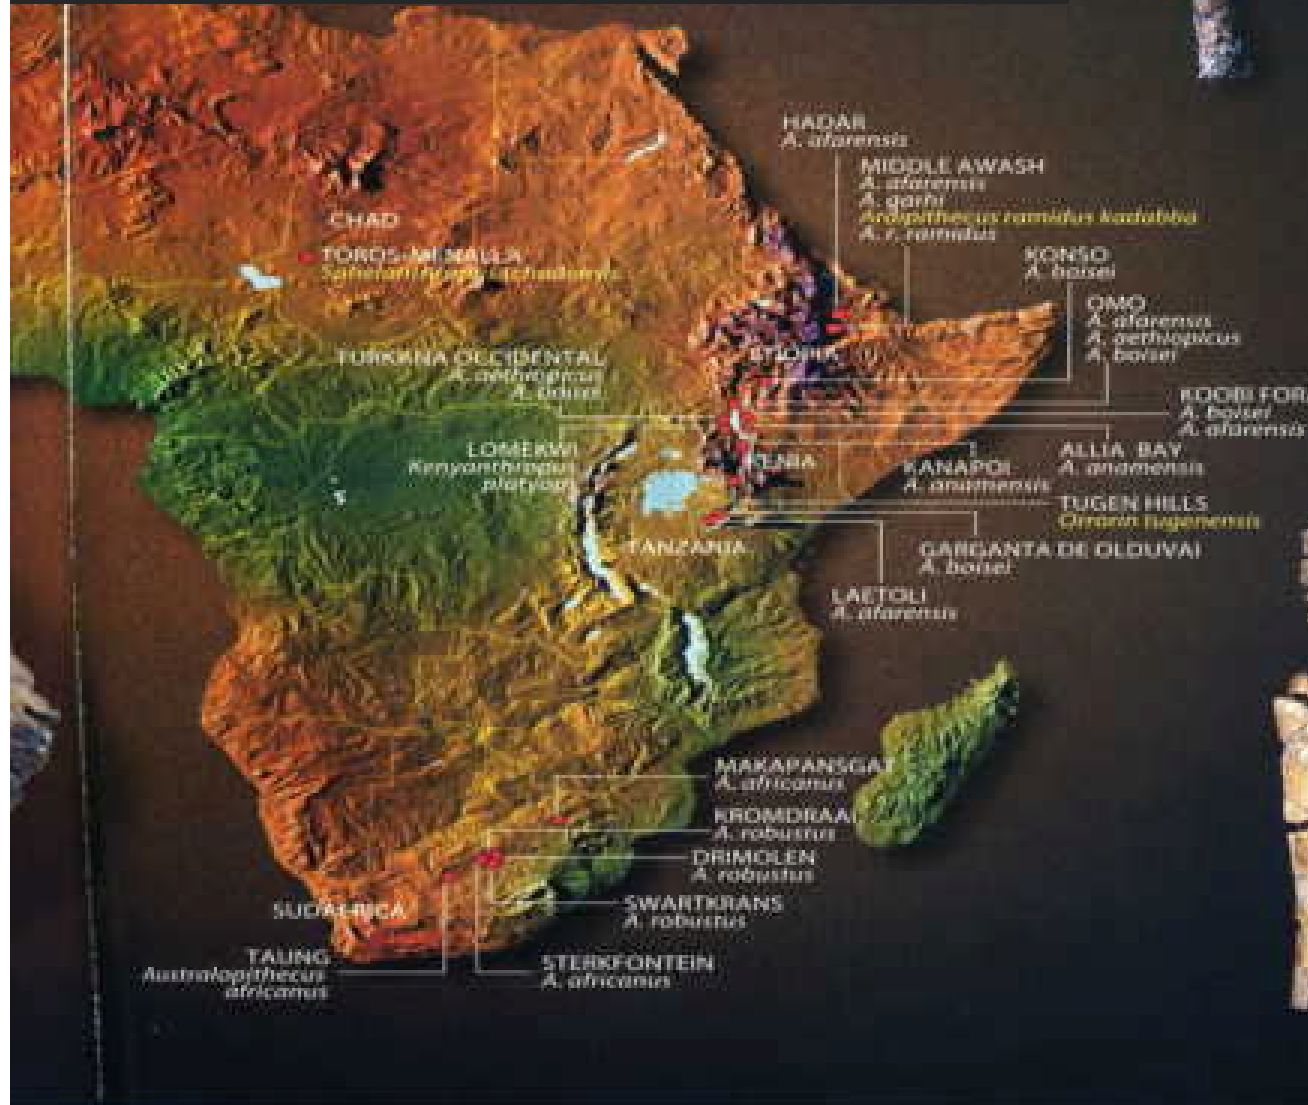 HADAR
A. afarensis
MIDDLE AWASH
A. afarensis
A. garhi
Ardipithecus ramidus kadabba
A. r. ramidus
CHAD
TOROS-MENALLA
Sahelanthropus tchadensis
KONSO
A. boisei
OMO
A. afarensis
A. aethiopicus
A. boisei
ETIOPIA
TURKANA OCCIDENTAL
A. aethiopicus
A. boisei
KOOBI FOR
A. boisei
A. afarensis
LOMEKWI
Kenyanthropus
platyops
KENIA
KANAPOI
A. anamensis
ALLIA BAY
A. anamensis
TUGEN HILLS
Orrorin tugenensis
TANZANIA
GARGANTA DE OLDUVAI
A. boisei
LAETOLI
A. afarensis
MAKAPANSGAT
A. africanus
KROMDRAAI
A. robustus
DRIMOLEN
A. robustus
SWARTKRANS
A. robustus
SUDAFRICA
TAUNG
Australopithecus
africanus
STERKFONTEIN
A. africanus